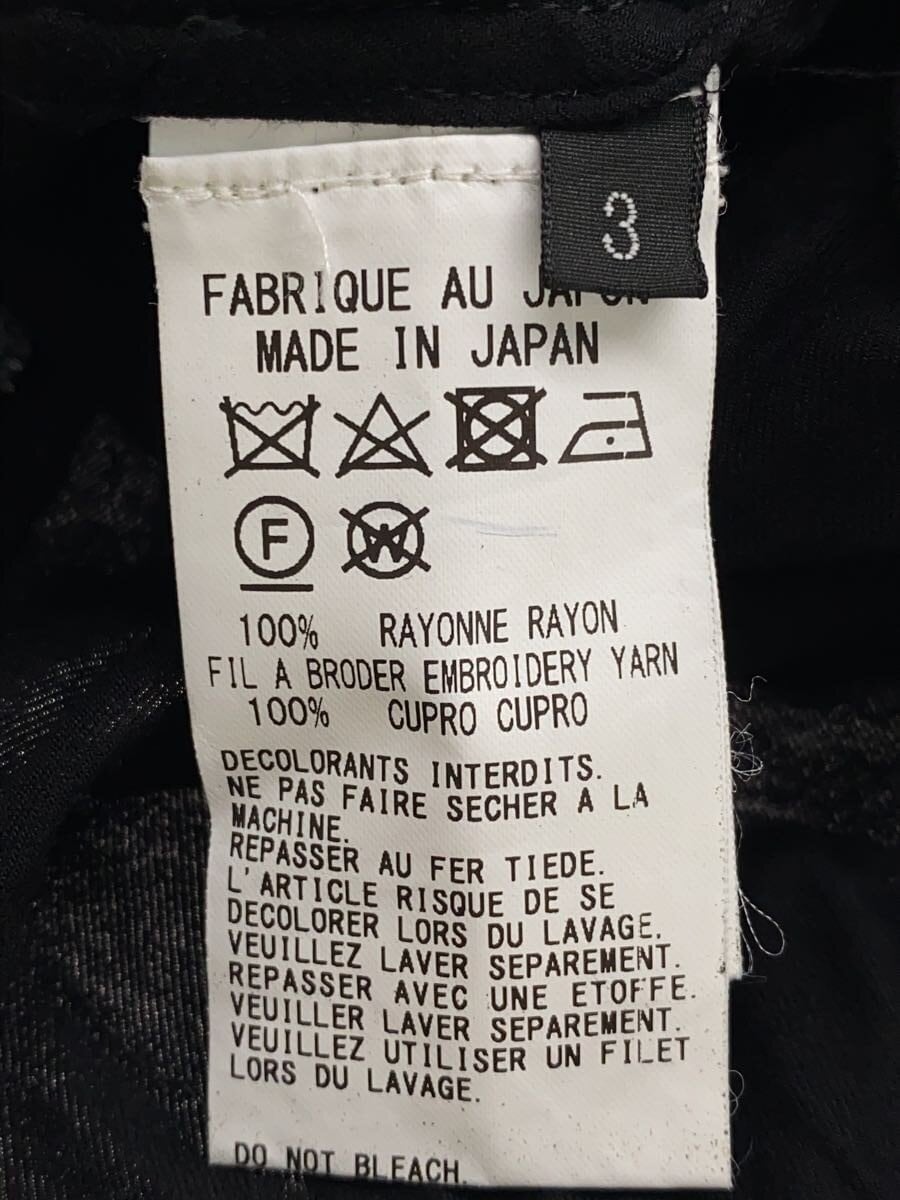 3
FABRIQUE AU JAPON
MADE IN JAPAN
F
W
100% RAYONNE RAYON
FIL A BRODER EMBROIDERY YARN
100% CUPRO CUPRO
DECOLORANTS INTERDITS.
NE PAS FAIRE SECHER A LA
MACHINE.
REPASSER AU FER TIEDE.
L'ARTICLE RISQUE DE SE
DECOLORER LORS DU LAVAGE.
VEUILLEZ LAVER SEPAREMENT.
REPASSER AVEC UNE ETOFFE.
VEUILLER LAVER SEPAREMENT.
VEUILLEZ UTILISER UN FILET
LORS DU LAVAGE.
DO NOT BLEACH.